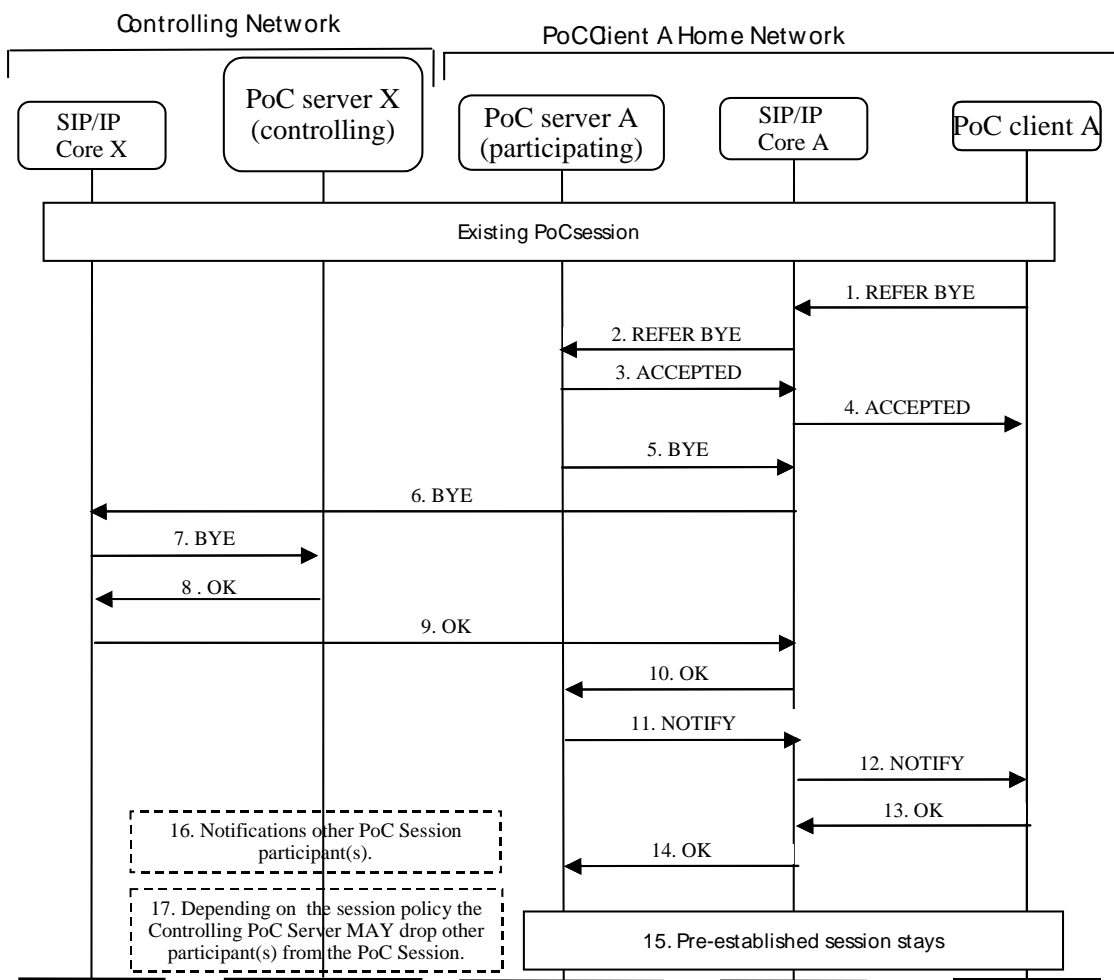 Controlling Network
PoCClient A Home Network
SIP/IP
Core X
PoC server X
(controlling)
PoC server A
(participating)
SIP/IP
Core A
PoC client A
Existing PoCsession
1. REFER BYE
2. REFER BYE
3. ACCEPTED
4. ACCEPTED
5. BYE
6. BYE
7. BYE
8 . OK
9. OK
10. OK
11. NOTIFY
12. NOTIFY
13. OK
14. OK
16. Notifications other PoC Session
participant(s).
17. Depending on the session policy the
Controlling PoC Server MAY drop other
participant(s) from the PoC Session.
15. Pre-established session stays